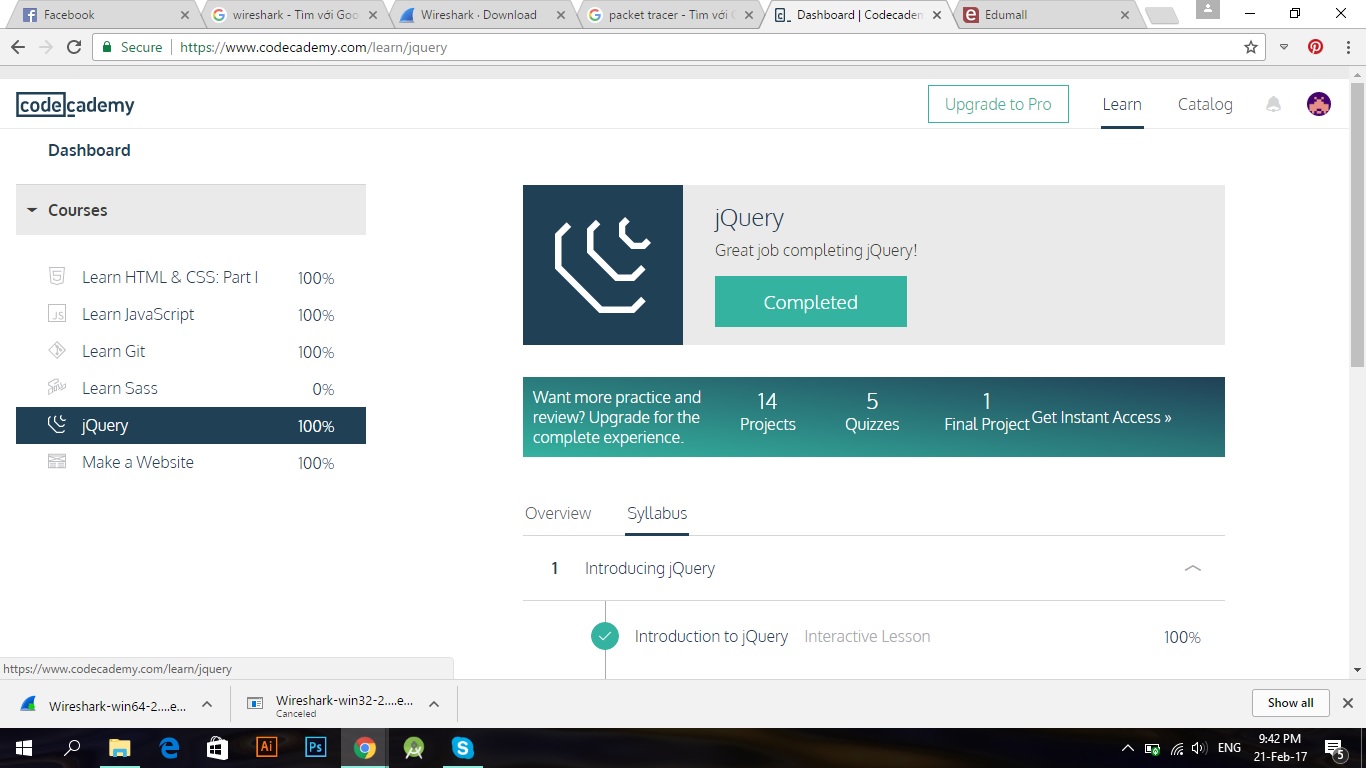 Facebook
wireshark - Tìm với Goo
Wireshark · Download
packet tracer - Tìm với G
Dashboard | Codecadem
Edumall
Secure
https://www.codecademy.com/learn/jquery
codecademy
Upgrade to Pro
Learn
Catalog
Dashboard
Courses
Learn HTML & CSS: Part I 100%
Learn JavaScript 100%
Learn Git 100%
Learn Sass 0%
jQuery 100%
Make a Website 100%
jQuery
Great job completing jQuery!
Completed
Want more practice and
review? Upgrade for the
complete experience.
14
Projects
5
Quizzes
1
Final Project
Get Instant Access »
Overview
Syllabus
1 Introducing jQuery
Introduction to jQuery Interactive Lesson 100%
https://www.codecademy.com/learn/jquery
Wireshark-win64-2....e...
Wireshark-win32-2....e...
Canceled
Show all
Ai
Ps
ENG
9:42 PM
21-Feb-17
5